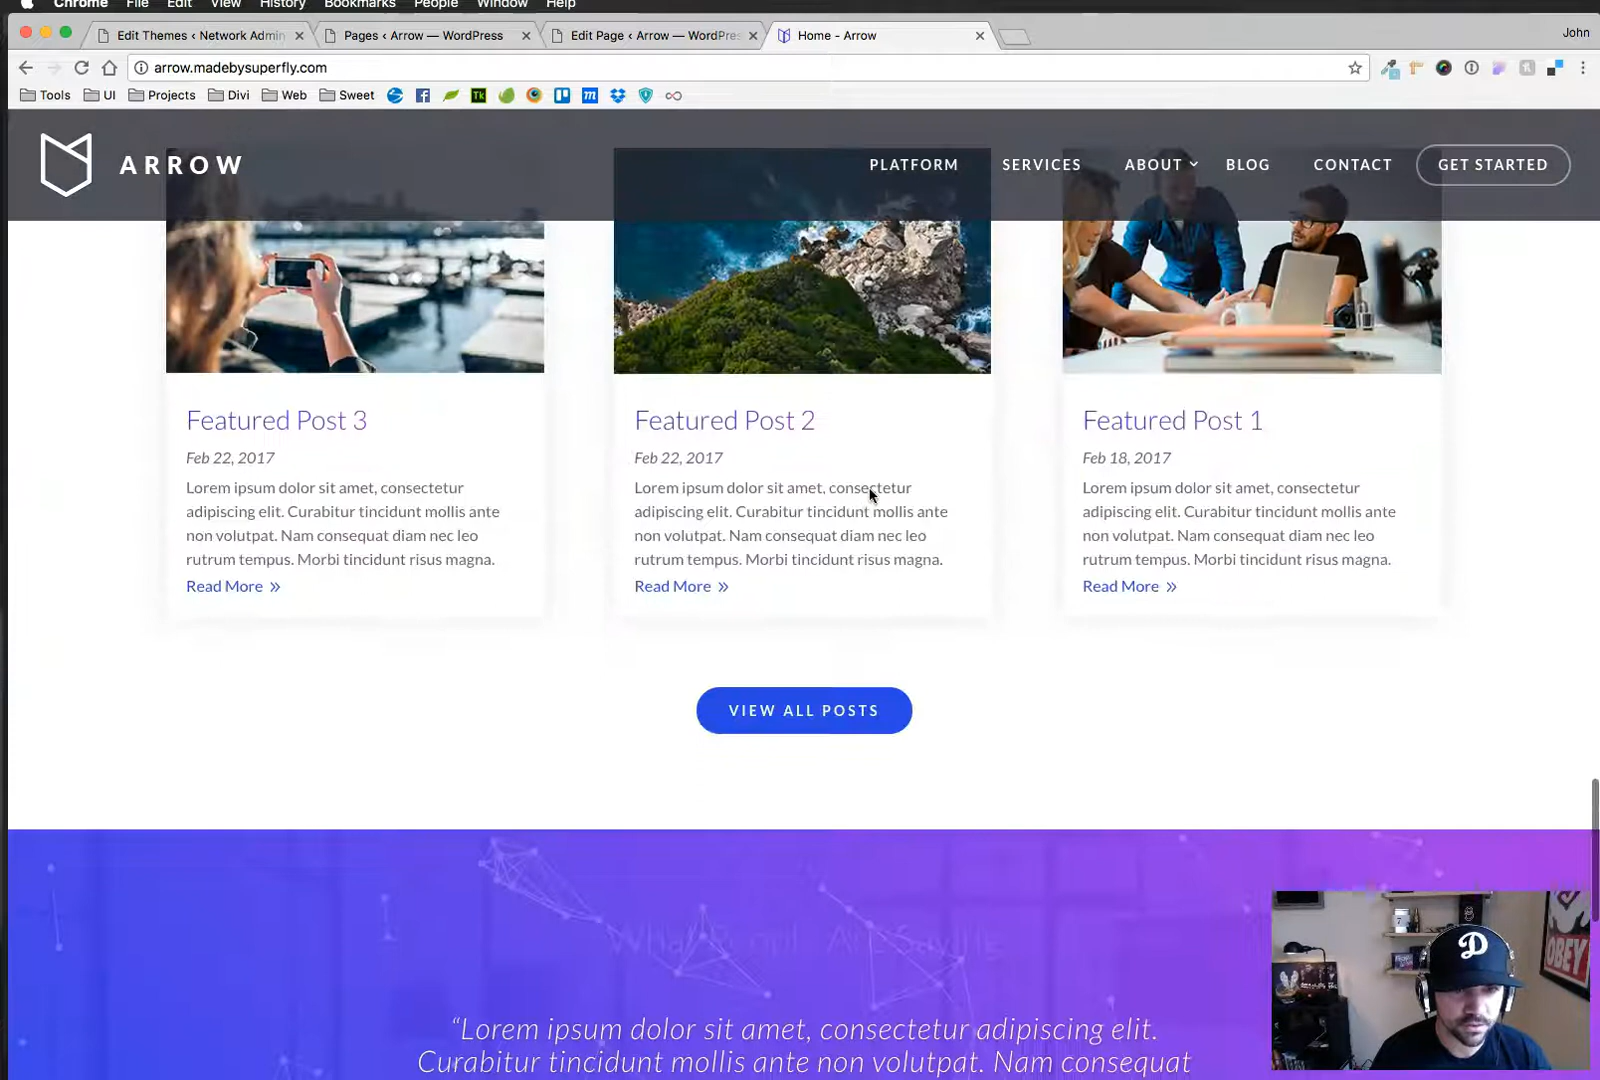 Chrome File Edit View History Bookmarks People Window Help
Edit Themes ‹ Network Admin
Pages ‹ Arrow — WordPress
Edit Page ‹ Arrow — WordPres
Home - Arrow
John
arrow.madebysuperfly.com
Tools UI Projects Divi Web Sweet
ARROW
PLATFORM SERVICES ABOUT BLOG CONTACT GET STARTED
Featured Post 3
Feb 22, 2017
Lorem ipsum dolor sit amet, consectetur
adipiscing elit. Curabitur tincidunt mollis ante
non volutpat. Nam consequat diam nec leo
rutrum tempus. Morbi tincidunt risus magna.
Read More »
Featured Post 2
Feb 22, 2017
Lorem ipsum dolor sit amet, consectetur
adipiscing elit. Curabitur tincidunt mollis ante
non volutpat. Nam consequat diam nec leo
rutrum tempus. Morbi tincidunt risus magna.
Read More »
Featured Post 1
Feb 18, 2017
Lorem ipsum dolor sit amet, consectetur
adipiscing elit. Curabitur tincidunt mollis ante
non volutpat. Nam consequat diam nec leo
rutrum tempus. Morbi tincidunt risus magna.
Read More »
VIEW ALL POSTS
“Lorem ipsum dolor sit amet, consectetur adipiscing elit.
Curabitur tincidunt mollis ante non volutpat. Nam consequat
D
OBEY